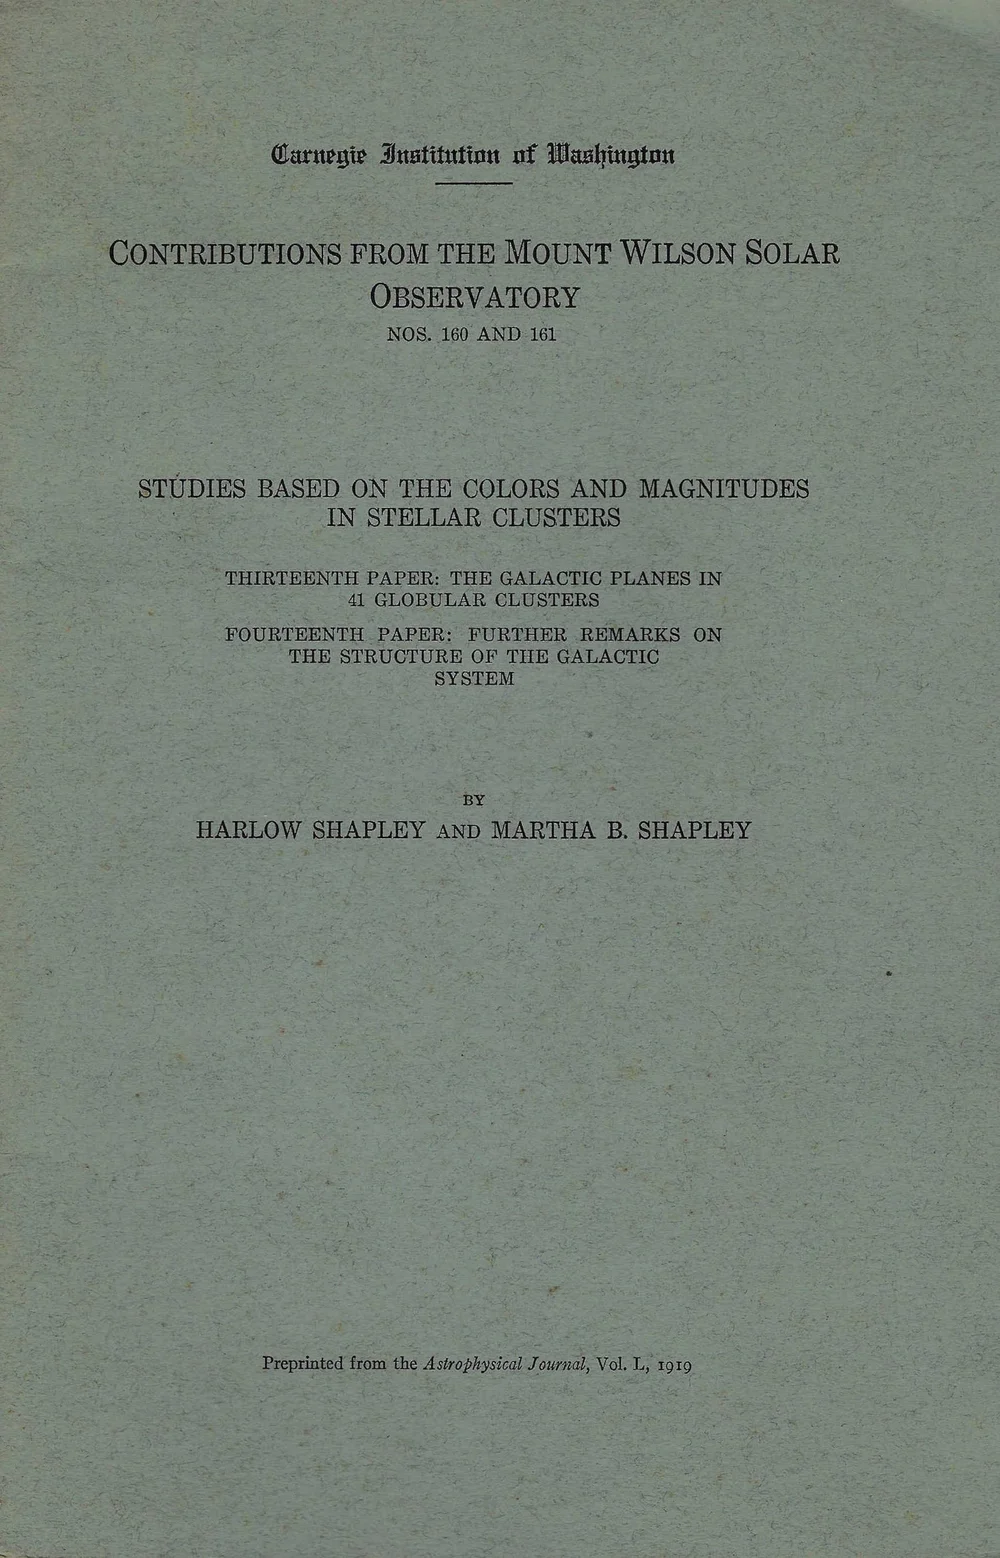 Carnegie Institution of Washington
CONTRIBUTIONS FROM THE MOUNT WILSON SOLAR
OBSERVATORY
NOS. 160 AND 161
STUDIES BASED ON THE COLORS AND MAGNITUDES
IN STELLAR CLUSTERS
THIRTEENTH PAPER: THE GALACTIC PLANES IN
41 GLOBULAR CLUSTERS
FOURTEENTH PAPER: FURTHER REMARKS ON
THE STRUCTURE OF THE GALACTIC
SYSTEM
BY
HARLOW SHAPLEY AND MARTHA B. SHAPLEY
Preprinted from the Astrophysical Journal, Vol. L, 1919